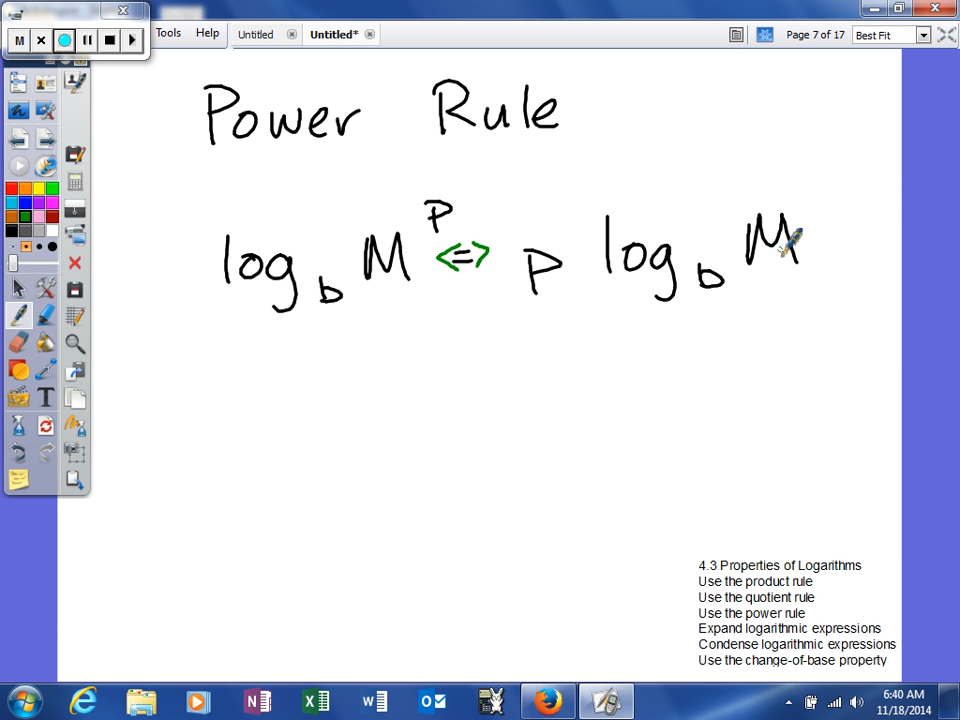 Tools Help Untitled Untitled* Page 7 of 17 Best Fit
Power Rule
log_b M^P <=> P log_b M
4.3 Properties of Logarithms
Use the product rule
Use the quotient rule
Use the power rule
Expand logarithmic expressions
Condense logarithmic expressions
Use the change-of-base property
6:40 AM
11/18/2014